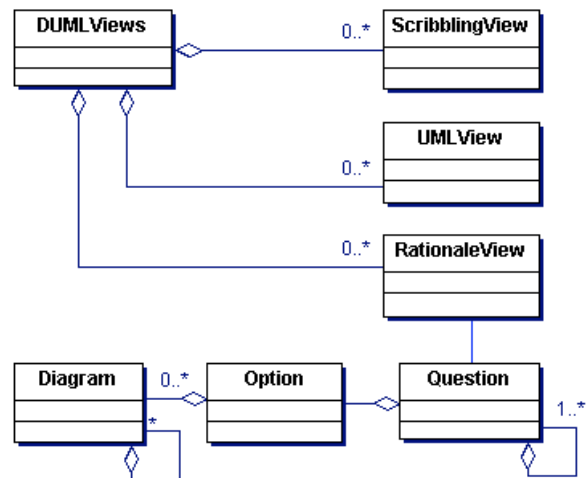 DUMLViews
0..*
ScribblingView
UMLView
0..*
0..*
RationaleView
Diagram
0..*
Option
Question
*
1..*